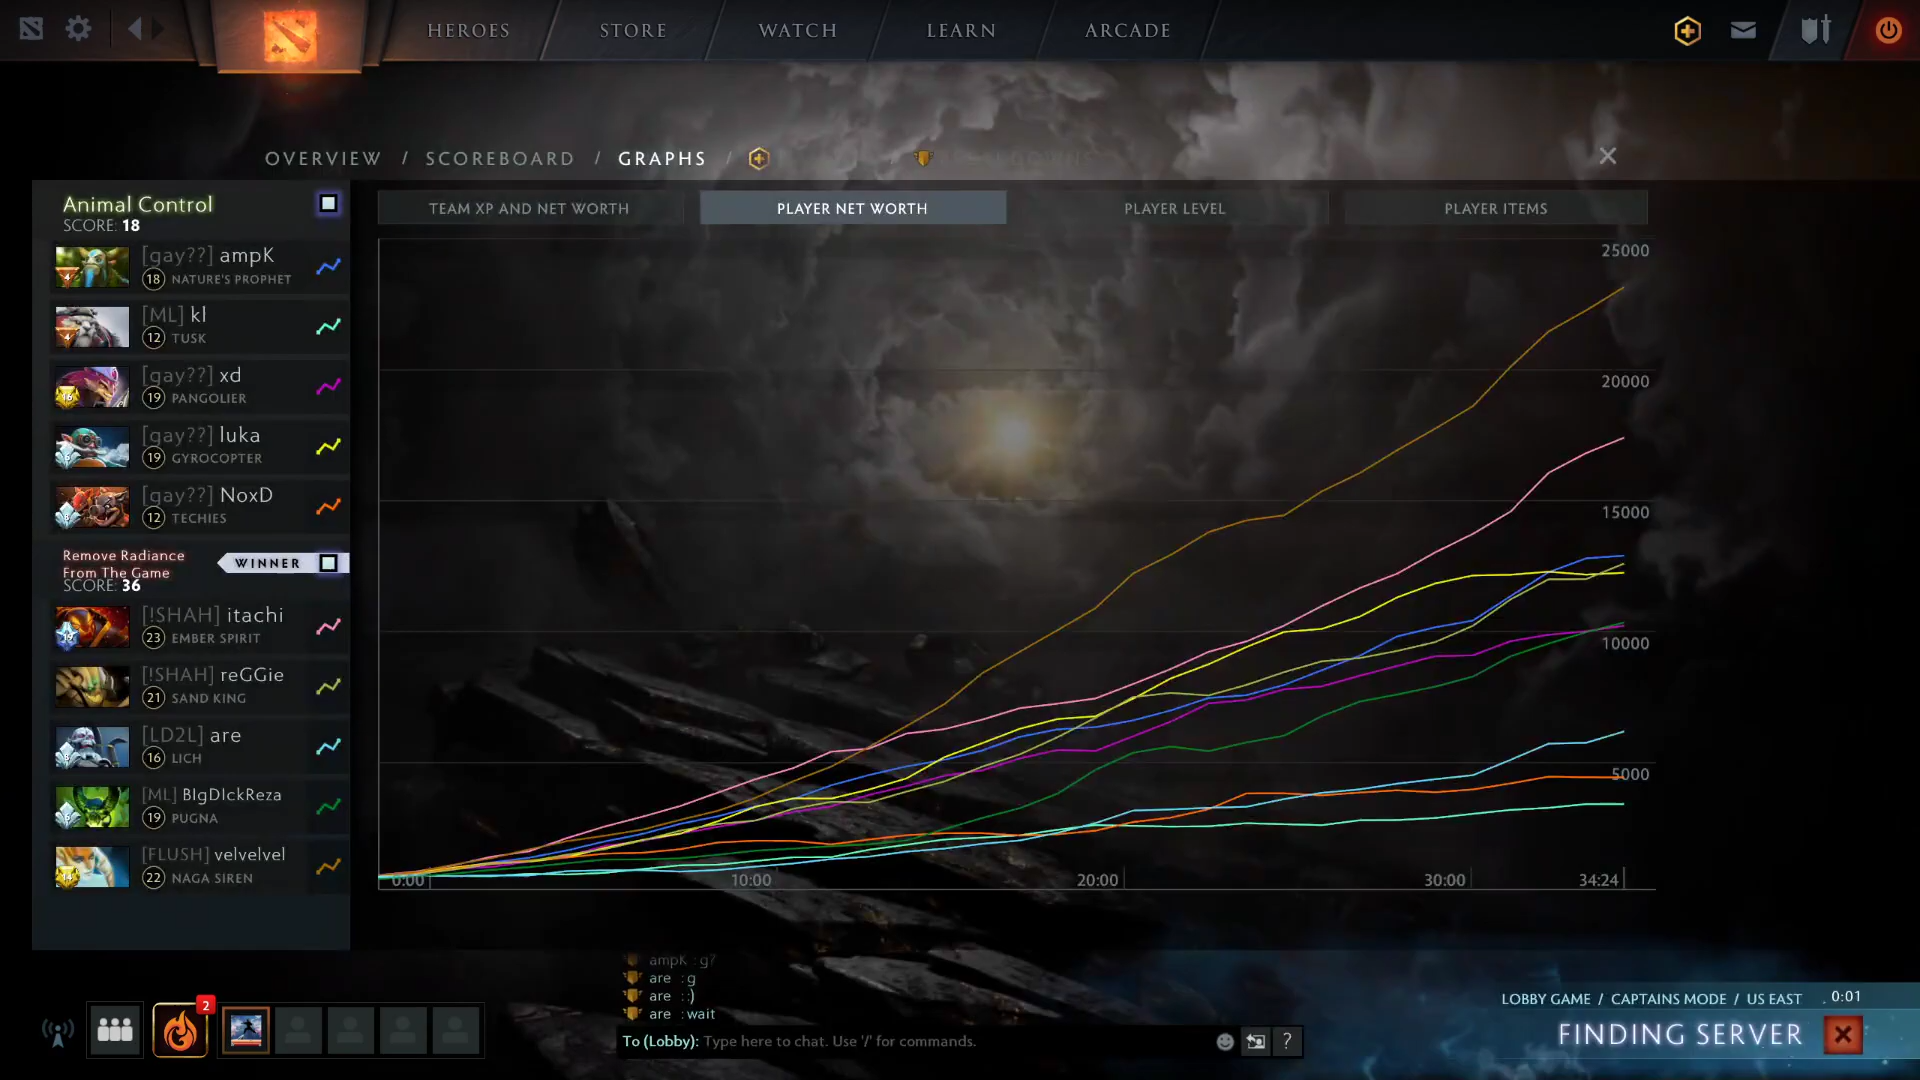 HEROES
STORE
WATCH
LEARN
ARCADE
OVERVIEW / SCOREBOARD / GRAPHS /
Animal Control
SCORE: 18
TEAM XP AND NET WORTH
PLAYER NET WORTH
PLAYER LEVEL
PLAYER ITEMS
4
[gay??] ampK
18 NATURE'S PROPHET
4
[ML] kl
12 TUSK
16
[gay??] xd
19 PANGOLIER
[gay??] luka
19 GYROCOPTER
[gay??] NoxD
12 TECHIES
Remove Radiance
From The Game
SCORE: 36
WINNER
19
[!SHAH] itachi
23 EMBER SPIRIT
[!SHAH] reGGie
21 SAND KING
[LD2L] are
16 LICH
[ML] BIgDIckReza
19 PUGNA
14
[FLUSH] velvelvel
22 NAGA SIREN
25000
20000
15000
10000
5000
0:00
10:00
20:00
30:00
34:24
ampK : g?
are : g
are : :)
are : wait
To (Lobby): Type here to chat. Use '/' for commands.
?
2
LOBBY GAME / CAPTAINS MODE / US EAST
0:01
FINDING SERVER